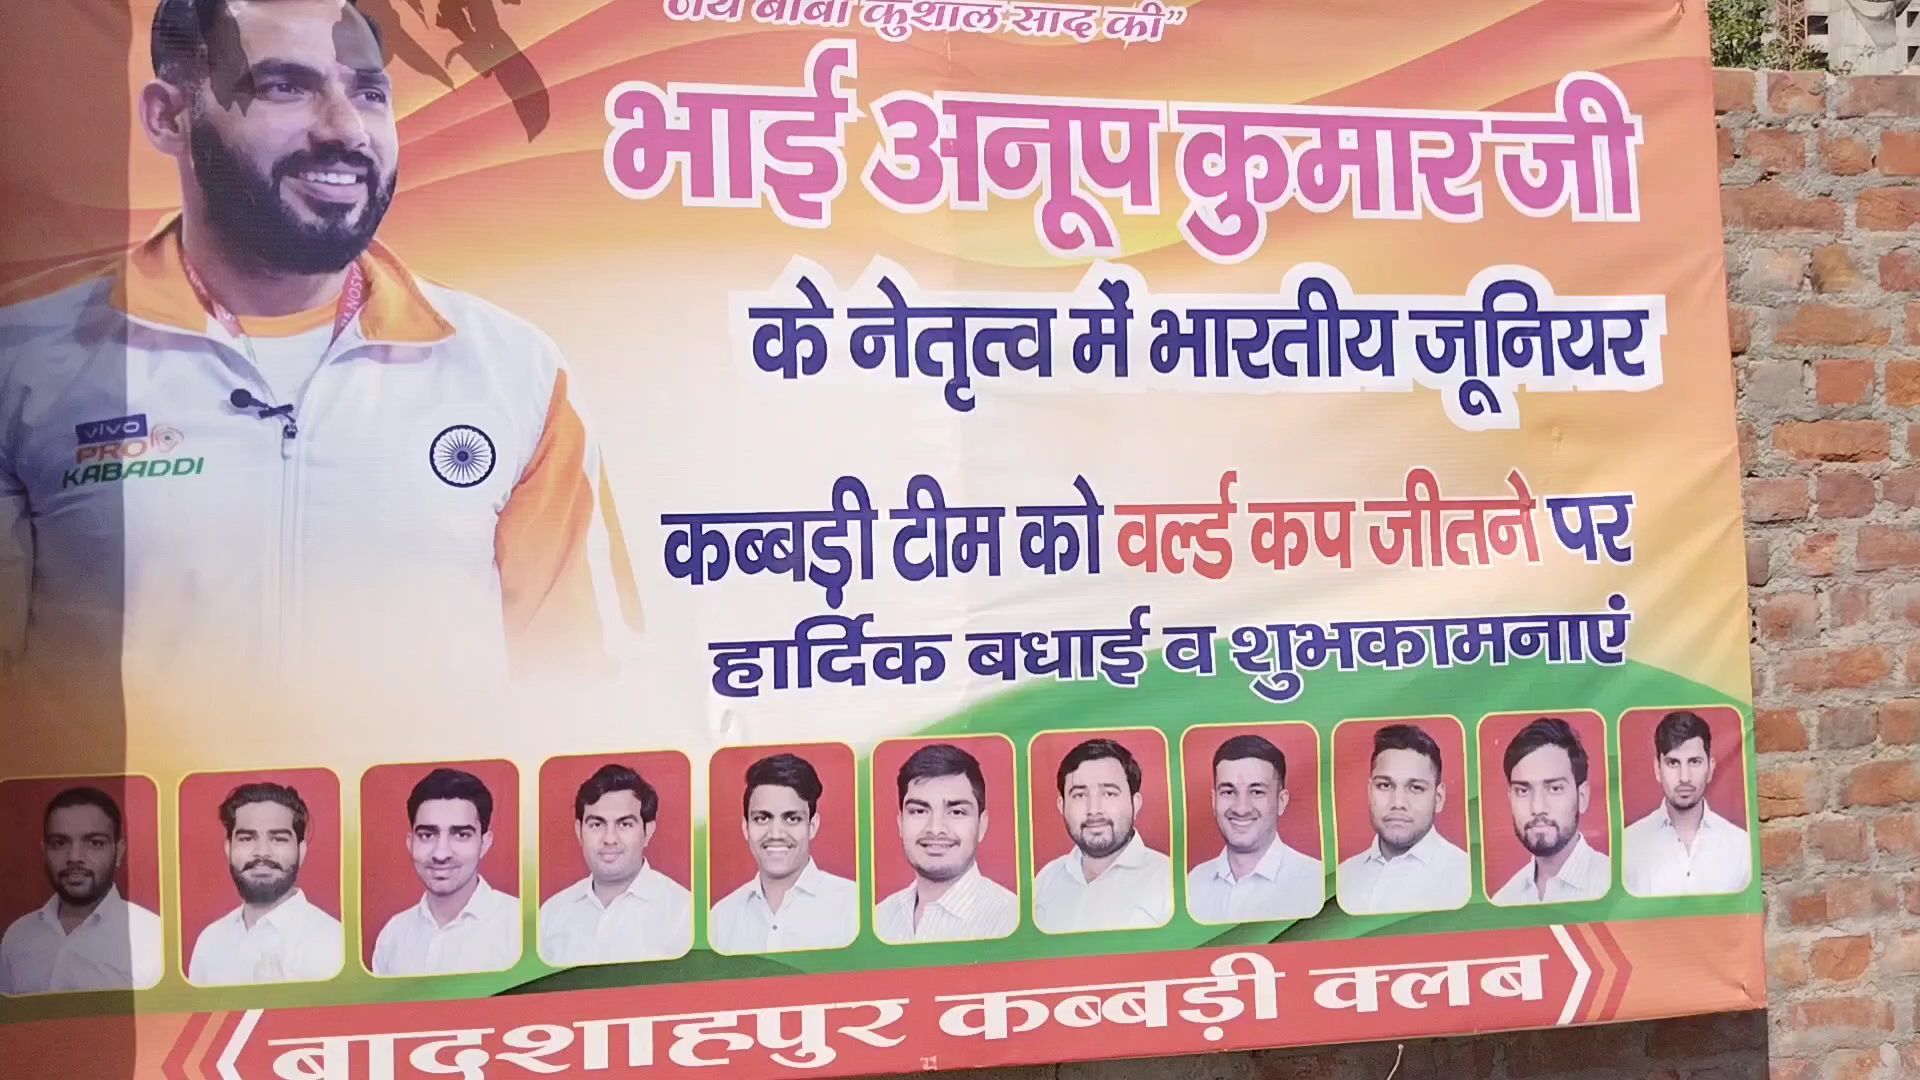 जय बाबा कुशाल साद की”
भाई अनूप कुमार जी
के नेतृत्व में भारतीय जूनियर
कब्बड़ी टीम को वर्ल्ड कप जीतने पर
हार्दिक बधाई व शुभकामनाएं
vivo
PRO
KABADDI
बादशाहपुर कब्बड़ी क्लब